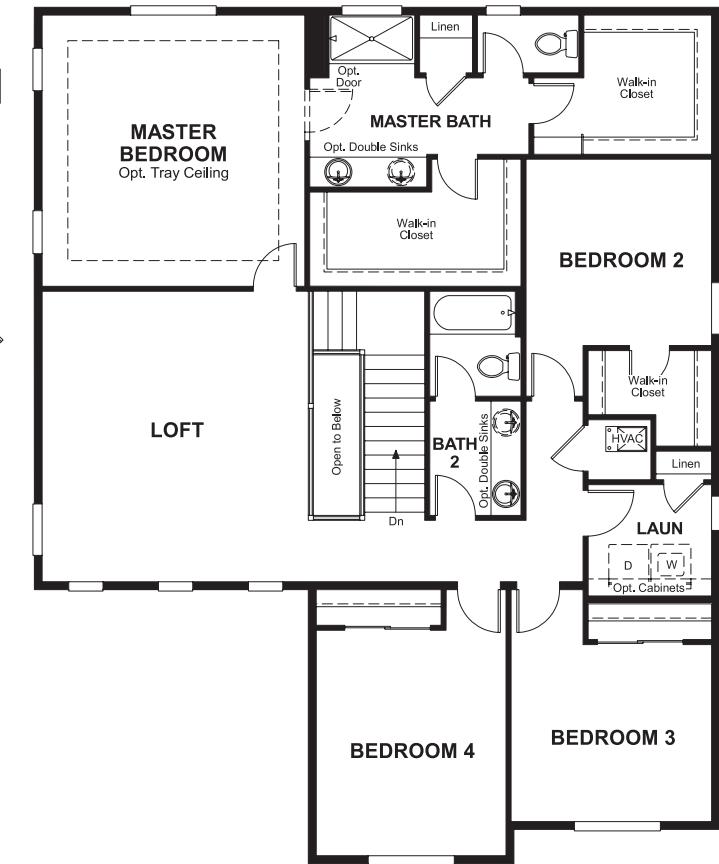 Linen
Opt.
Door
Walk-in
Closet
MASTER
BEDROOM
Opt. Tray Ceiling
MASTER BATH
Opt. Double Sinks
Walk-in
Closet
BEDROOM 2
Walk-in
Closet
LOFT
Open to Below
BATH
2
Opt. Double Sinks
HVAC
Linen
Dn
LAUN
D
W
Opt. Cabinets
BEDROOM 4
BEDROOM 3